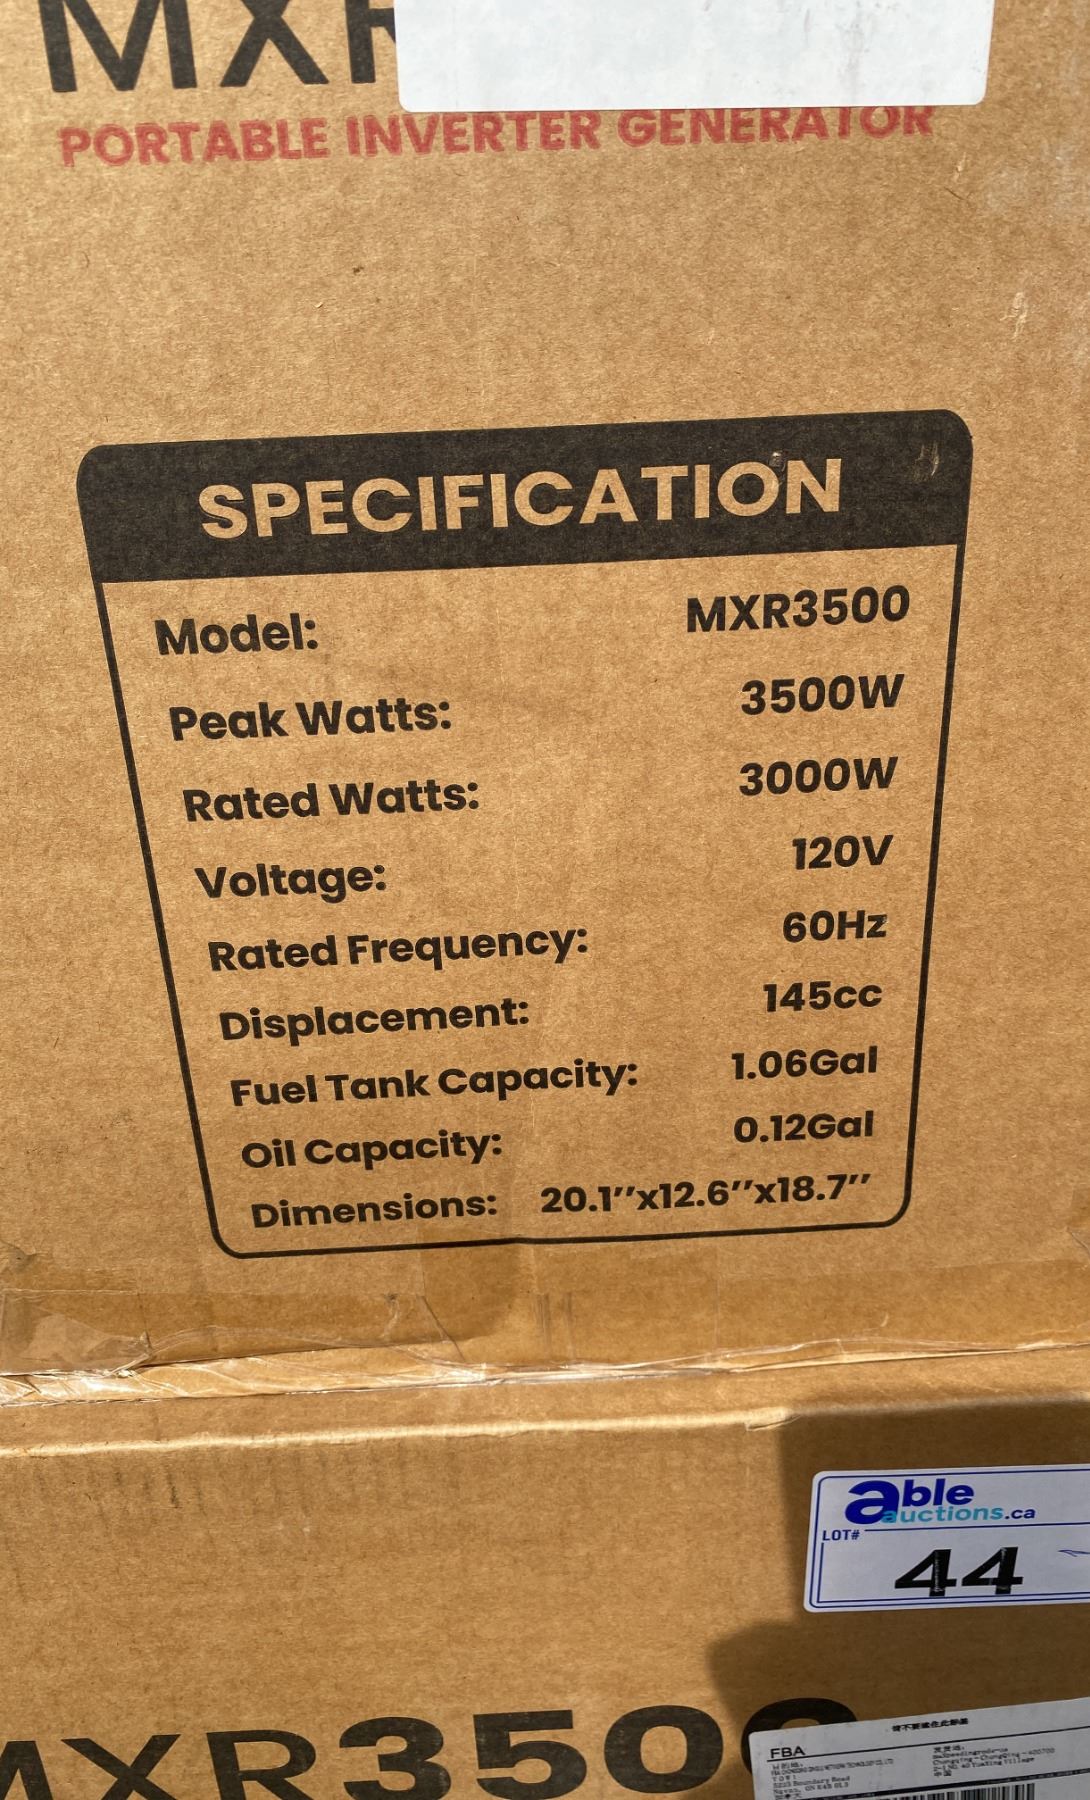 MXR
PORTABLE INVERTER GENERATOR
SPECIFICATION
Model: MXR3500
Peak Watts: 3500W
Rated Watts: 3000W
Voltage: 120V
Rated Frequency: 60Hz
Displacement: 145cc
Fuel Tank Capacity: 1.06Gal
Oil Capacity: 0.12Gal
Dimensions: 20.1’’x12.6’’x18.7’’
able
auctions.ca
LOT#
44
MXR3500
FBA